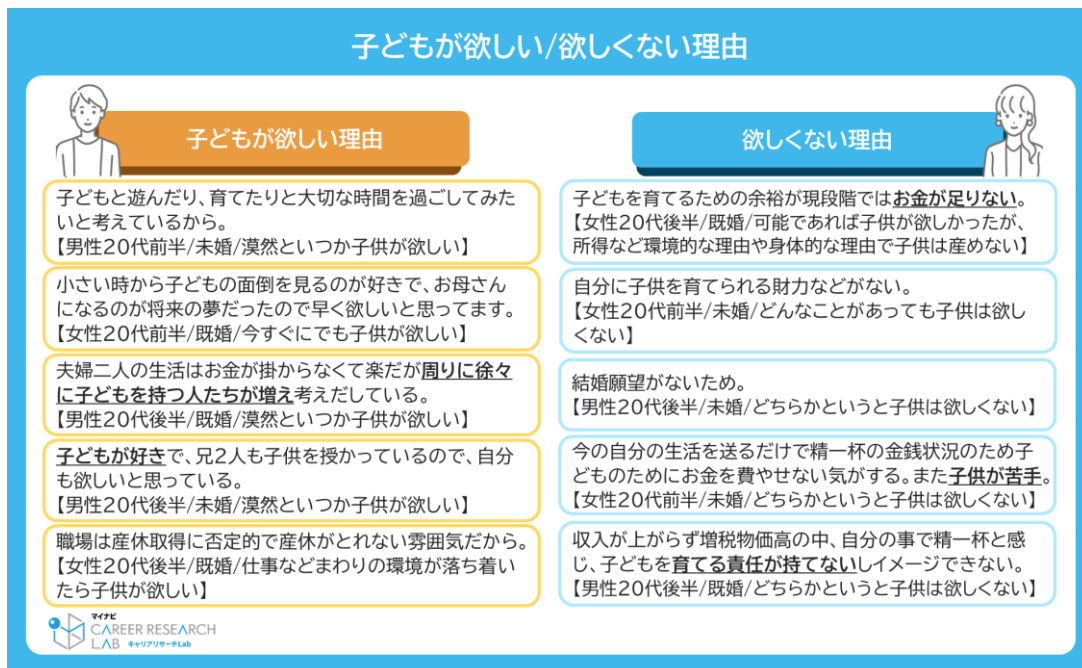 子どもが欲しい/欲しくない理由
子どもが欲しい理由
子どもと遊んだり、育てたりと大切な時間を過ごしてみた
いと考えているから。
【男性20代前半/未婚/漠然といつか子供が欲しい】
小さい時から子どもの面倒を見るのが好きで、お母さん
になるのが将来の夢だったので早く欲しいと思ってます。
【女性20代前半/既婚/今すぐにでも子供が欲しい】
夫婦二人の生活はお金が掛からなくて楽だが周りに徐々
に子どもを持つ人たちが増え考えだしている。
【男性20代後半/既婚/漠然といつか子供が欲しい】
子どもが好きで、兄2人も子供を授かっているので、自分
も欲しいと思っている。
【男性20代後半/未婚/漠然といつか子供が欲しい】
職場は産休取得に否定的で産休がとれない雰囲気だから。
【女性20代後半/既婚/仕事などまわりの環境が落ち着い
たら子供が欲しい】
欲しくない理由
子どもを育てるための余裕が現段階ではお金が足りない。
【女性20代後半/既婚/可能であれば子供が欲しかったが、
所得など環境的な理由や身体的な理由で子供は産めない】
自分に子供を育てられる財力などがない。
【女性20代前半/未婚/どんなことがあっても子供は欲し
くない】
結婚願望がないため。
【男性20代後半/未婚/どちらかというと子供は欲しくない】
今の自分の生活を送るだけで精一杯の金銭状況のため子
どものためにお金を費やせない気がする。また子供が苦手。
【女性20代前半/未婚/どちらかというと子供は欲しくない】
収入が上がらず増税物価高の中、自分の事で精一杯と感
じ、子どもを育てる責任が持てないしイメージできない。
【男性20代後半/既婚/どちらかというと子供は欲しくない】
マイナビ
CAREER RESEARCH
LAB キャリアリサーチLab